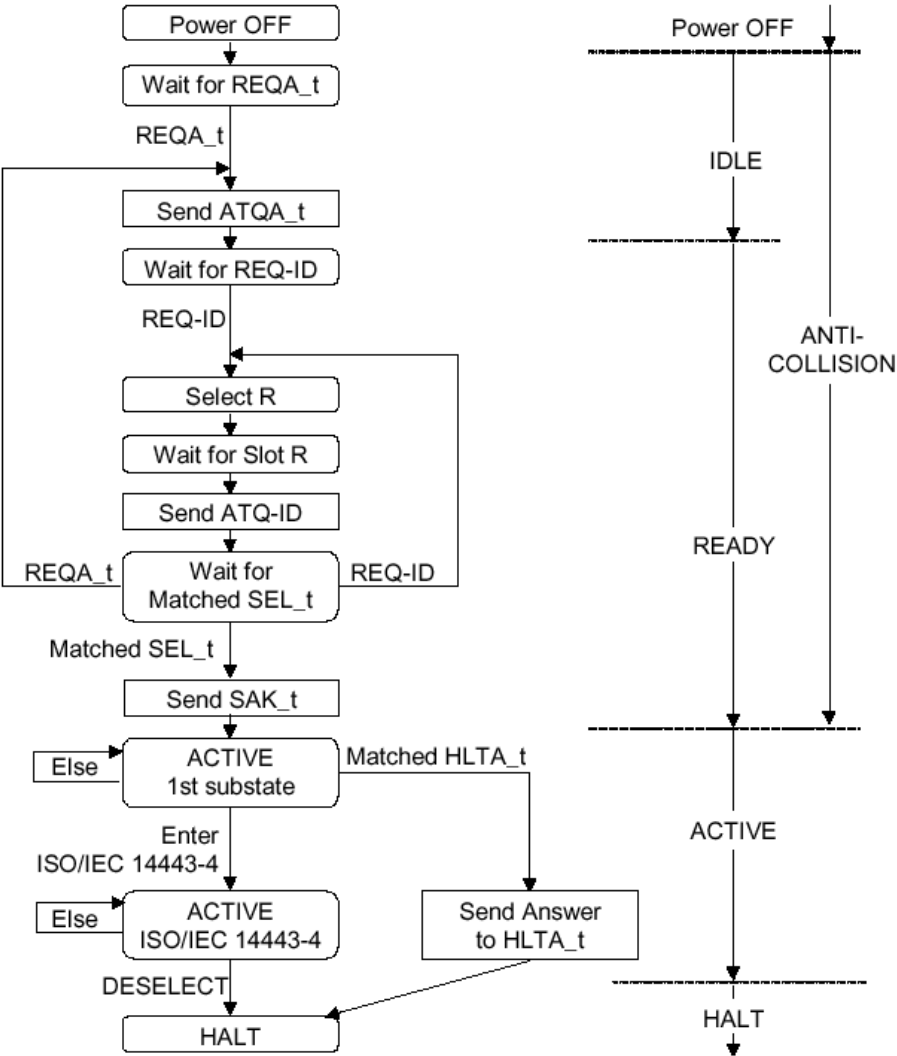 Power OFF
Wait for REQA_t
REQA_t
Send ATQA_t
Wait for REQ-ID
REQ-ID
Select R
Wait for Slot R
Send ATQ-ID
REQA_t
Wait for
Matched SEL_t
REQ-ID
Matched SEL_t
Send SAK_t
Else
ACTIVE
1st substate
Matched HLTA_t
Enter
ISO/IEC 14443-4
Else
ACTIVE
ISO/IEC 14443-4
Send Answer
to HLTA_t
DESELECT
HALT
Power OFF
IDLE
ANTI-
COLLISION
READY
ACTIVE
HALT